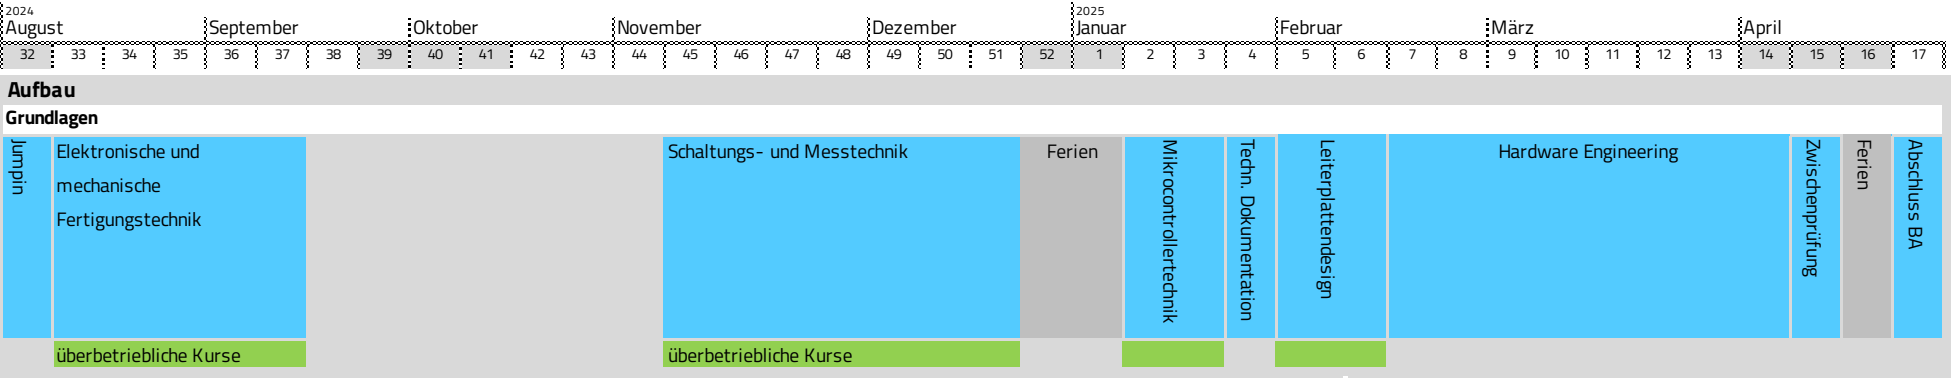 2024 2025
August September Oktober November Dezember Januar Februar März April
32 33 34 35 36 37 38 39 40 41 42 43 44 45 46 47 48 49 50 51 52 1 2 3 4 5 6 7 8 9 10 11 12 13 14 15 16 17
Aufbau
Grundlagen
Jumpin
Elektronische und
mechanische
Fertigungstechnik
Schaltungs- und Messtechnik
Ferien
Mikrocontrollertechnik
Techn. Dokumentation
Leiterplattendesign
Hardware Engineering
Zwischenprüfung
Ferien
Abschluss BA
überbetriebliche Kurse
überbetriebliche Kurse